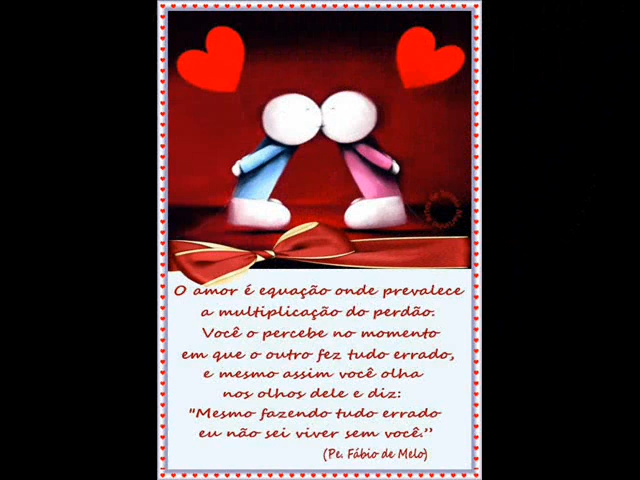 O amor é equação onde prevalece
a multiplicação do perdão.
Você o percebe no momento
em que o outro fez tudo errado,
e mesmo assim você olha
nos olhos dele e diz:
"Mesmo fazendo tudo errado
eu não sei viver sem você."
(Pe. Fábio de Melo)